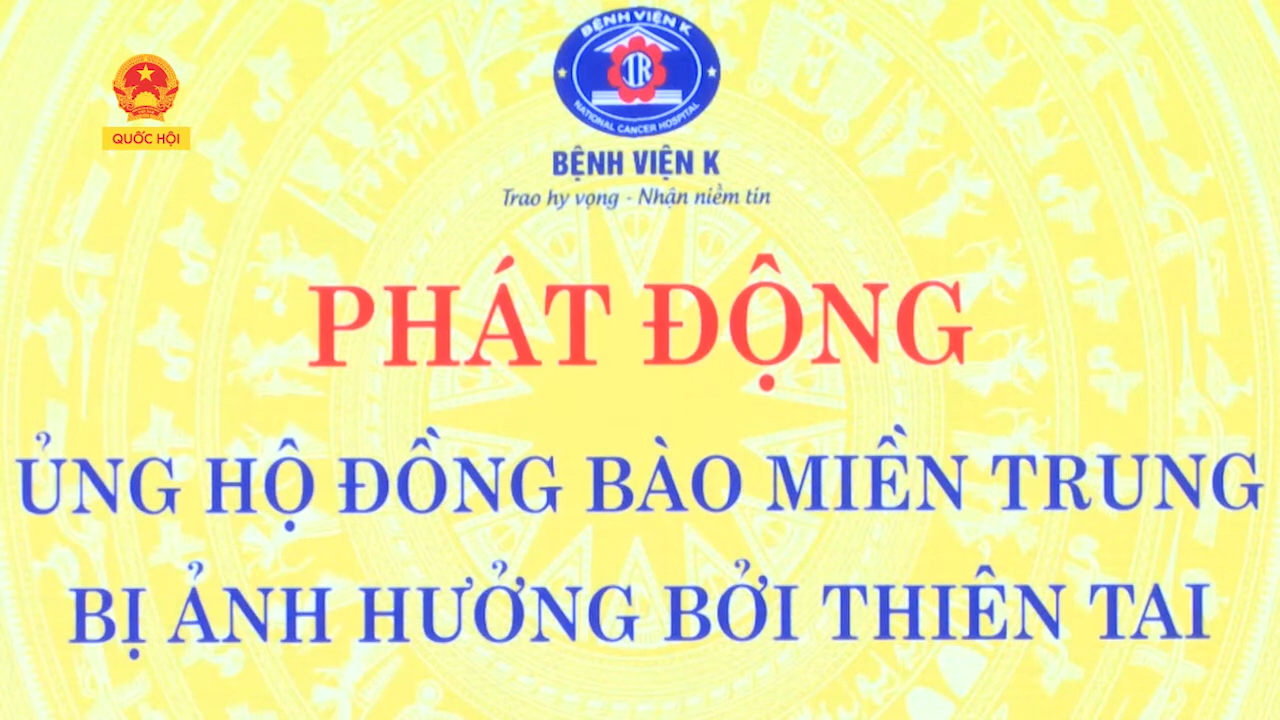 BỆNH VIỆN K
IR
NATIONAL CANCER HOSPITAL
QUỐC HỘI
BỆNH VIỆN K
Trao hy vọng - Nhận niềm tin
PHÁT ĐỘNG
ỦNG HỘ ĐỒNG BÀO MIỀN TRUNG
BỊ ẢNH HƯỞNG BỞI THIÊN TAI